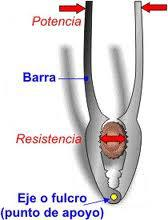 Potencia
Barra
Resistencia
Eje o fulcro
(punto de apoyo)